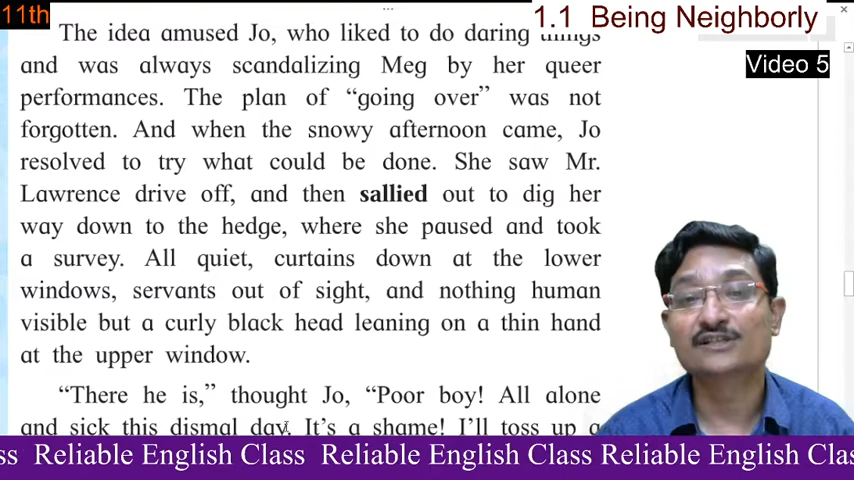 11th
1.1 Being Neighborly
Video 5
The idea amused Jo, who liked to do daring things
and was always scandalizing Meg by her queer
performances. The plan of “going over” was not
forgotten. And when the snowy afternoon came, Jo
resolved to try what could be done. She saw Mr.
Lawrence drive off, and then sallied out to dig her
way down to the hedge, where she paused and took
a survey. All quiet, curtains down at the lower
windows, servants out of sight, and nothing human
visible but a curly black head leaning on a thin hand
at the upper window.
“There he is,” thought Jo, “Poor boy! All alone
and sick this dismal day. It’s a shame! I’ll toss up a
ss Reliable English Class Reliable English Class Reliable English Clas